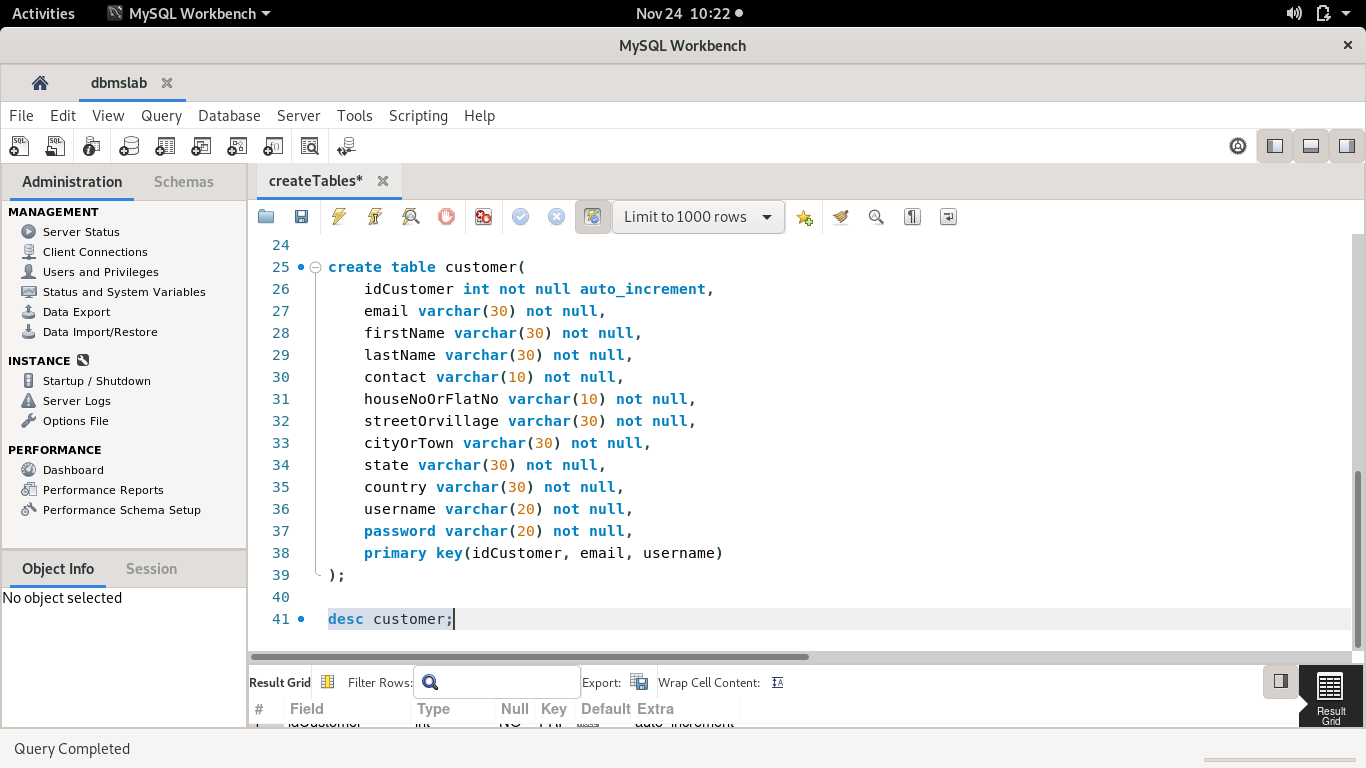 Activities MySQL Workbench Nov 24 10:22
MySQL Workbench
dbmslab
File Edit View Query Database Server Tools Scripting Help
Administration Schemas
MANAGEMENT
Server Status
Client Connections
Users and Privileges
Status and System Variables
Data Export
Data Import/Restore
INSTANCE
Startup / Shutdown
Server Logs
Options File
PERFORMANCE
Dashboard
Performance Reports
Performance Schema Setup
Object Info Session
No object selected
createTables*
Limit to 1000 rows
24
25 create table customer(
26 idCustomer int not null auto_increment,
27 email varchar(30) not null,
28 firstName varchar(30) not null,
29 lastName varchar(30) not null,
30 contact varchar(10) not null,
31 houseNoOrFlatNo varchar(10) not null,
32 streetOrvillage varchar(30) not null,
33 cityOrTown varchar(30) not null,
34 state varchar(30) not null,
35 country varchar(30) not null,
36 username varchar(20) not null,
37 password varchar(20) not null,
38 primary key(idCustomer, email, username)
39 );
40
41 desc customer;
Result Grid Filter Rows: Export: Wrap Cell Content:
# Field Type Null Key Default Extra
Result
Grid
Query Completed